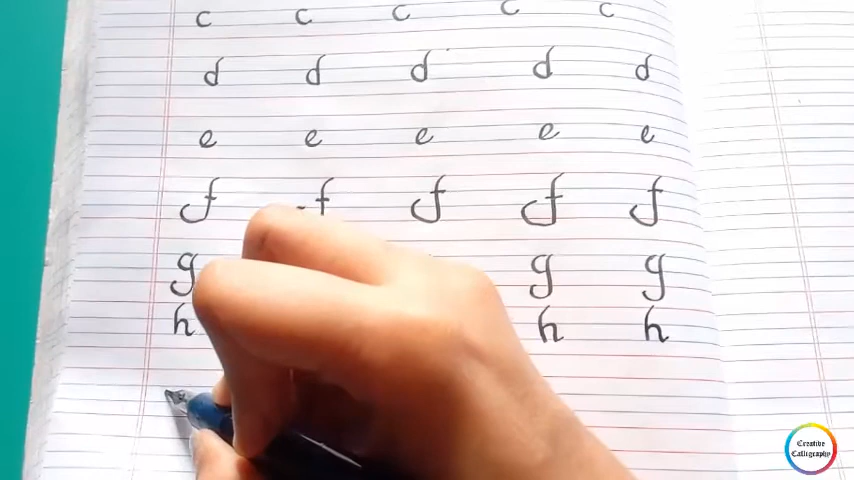 c c c c c
d d d d d
e e e e e
f f f f f
g g g
h h h
Creative
Calligraphy